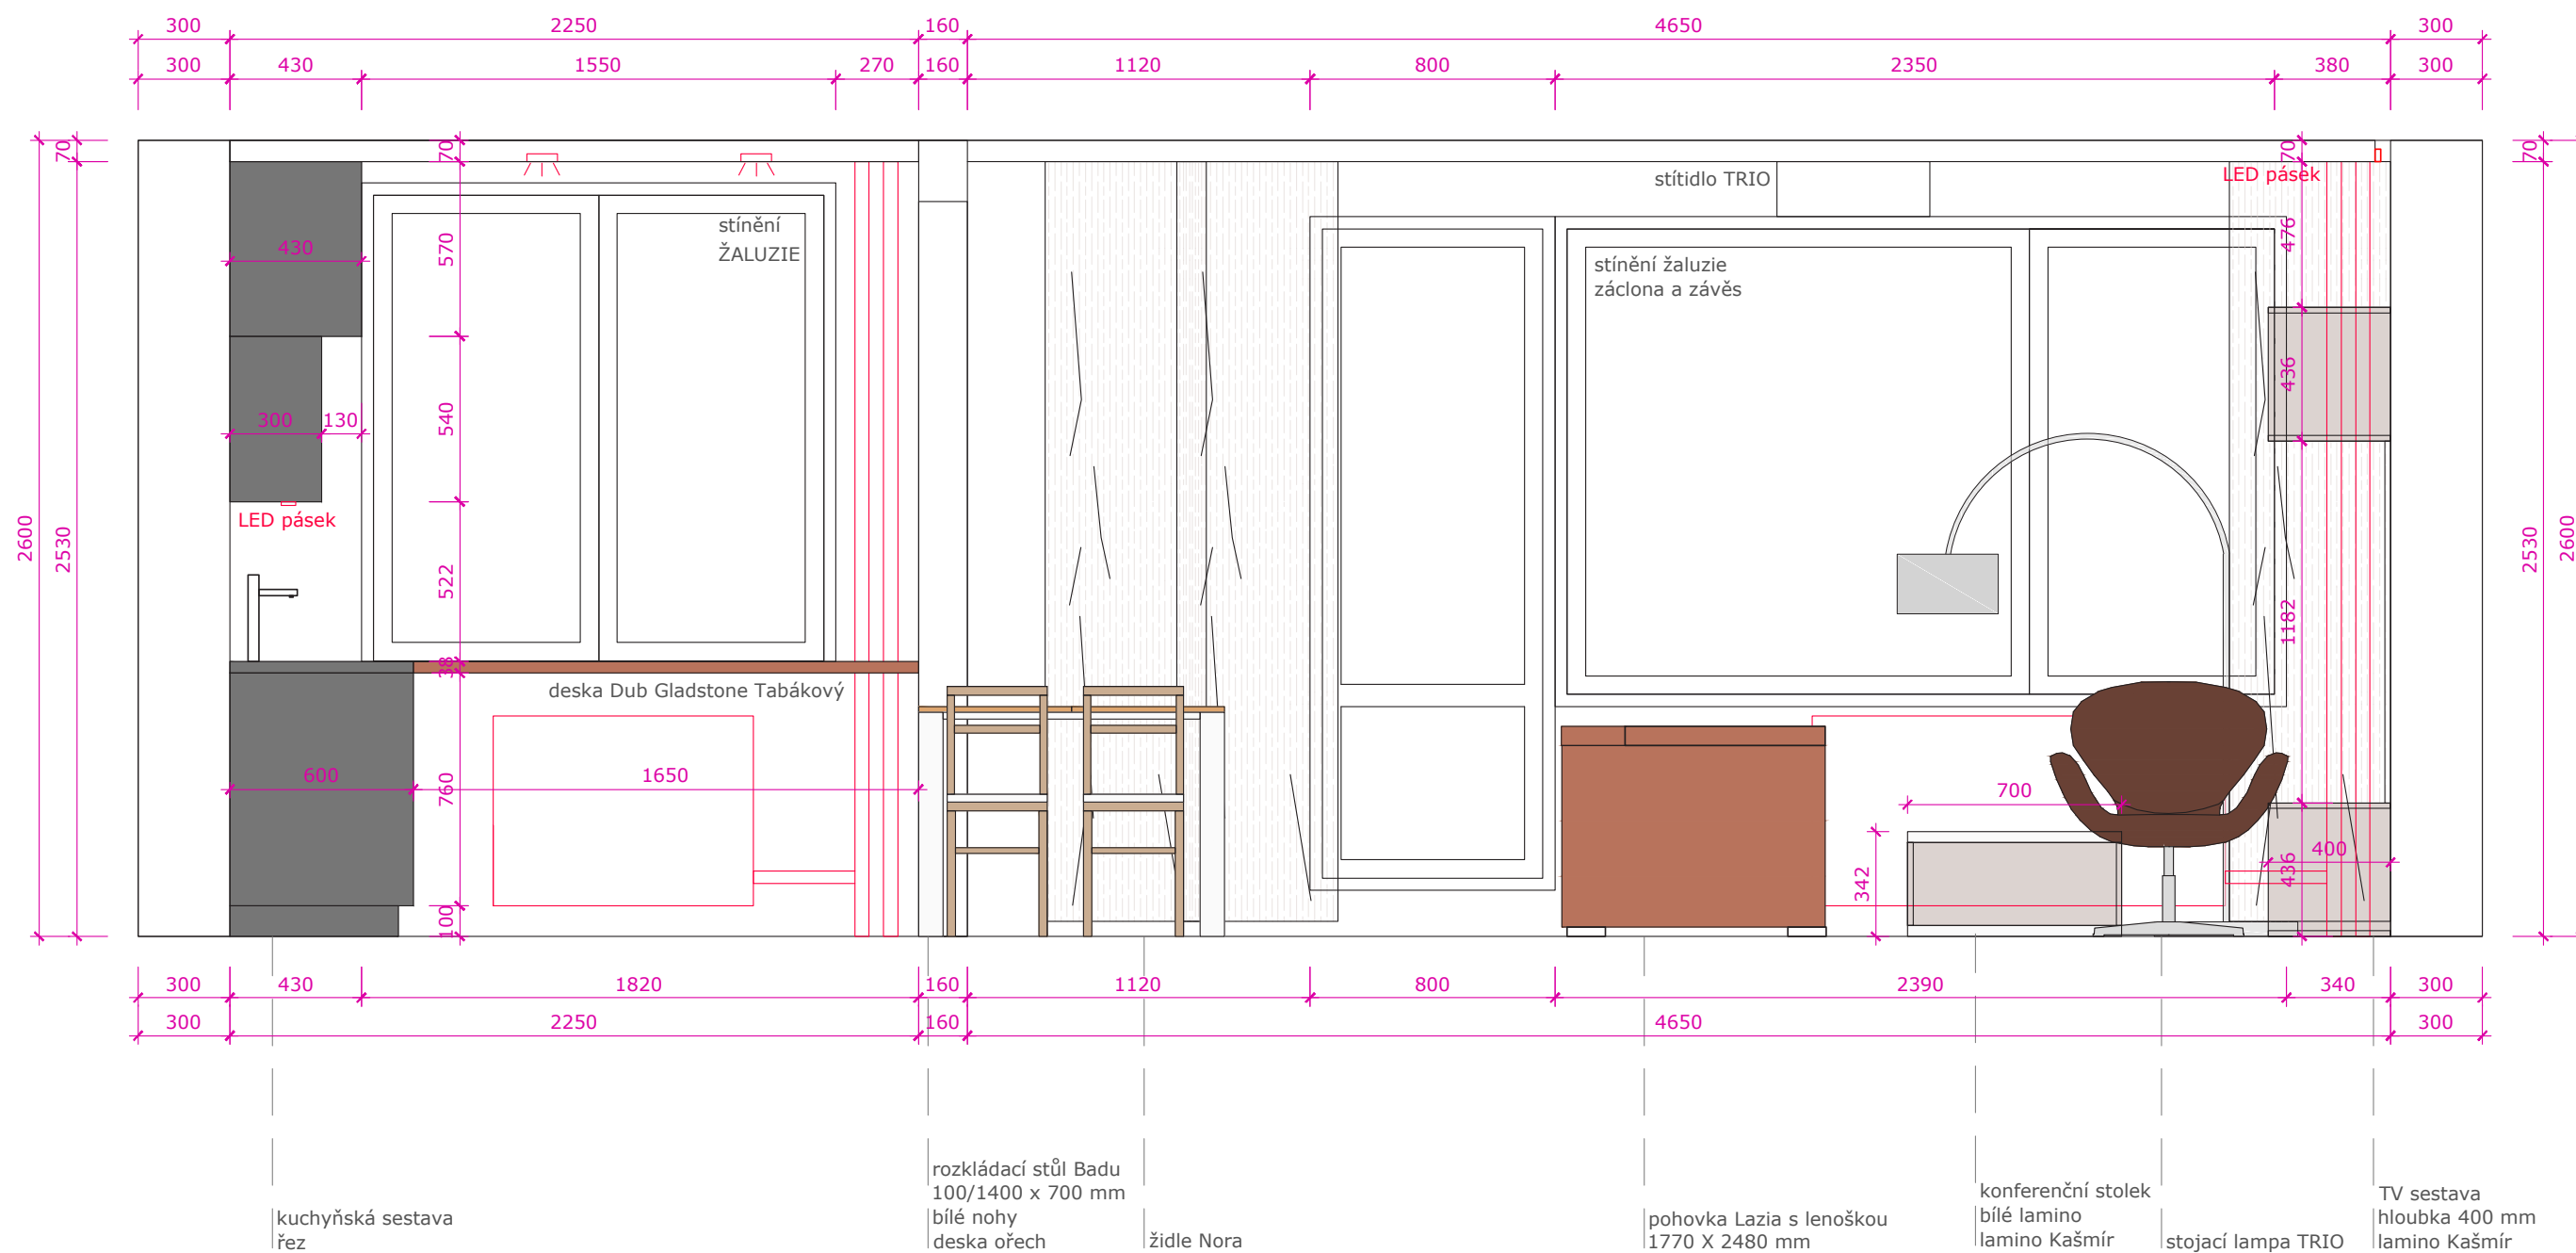 300 2250 160 4650 300
300 430 1550 270 160 1120 800 2350 380 300
70 70 70 70
stítidlo TRIO
LED pásek
stínění
ŽALUZIE
430 570 476
stínění žaluzie
záclona a závěs
436
300 130 540
LED pásek
2600 2530 522 2530 2600
1182
38
deska Dub Gladstone Tabákový
600 760 1650
700
342 436 400
100
300 430 1820 160 1120 800 2390 340 300
300 2250 160 4650 300
kuchyňská sestava
řez
rozkládací stůl Badu
100/1400 x 700 mm
bílé nohy
deska ořech
židle Nora
pohovka Lazia s lenoškou
1770 X 2480 mm
konferenční stolek
bílé lamino
lamino Kašmír
stojací lampa TRIO
TV sestava
hloubka 400 mm
lamino Kašmír